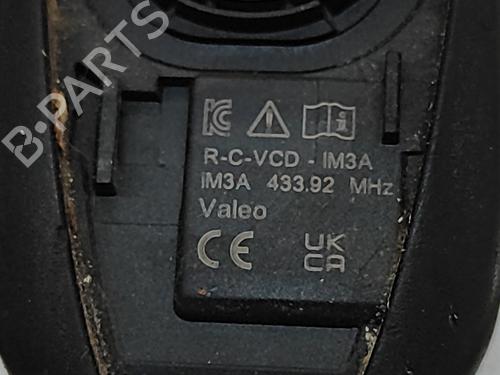 B-PARTS
R-C-VCD - IM3A
IM3A 433.92 MHz
Valeo
CE UK
CA